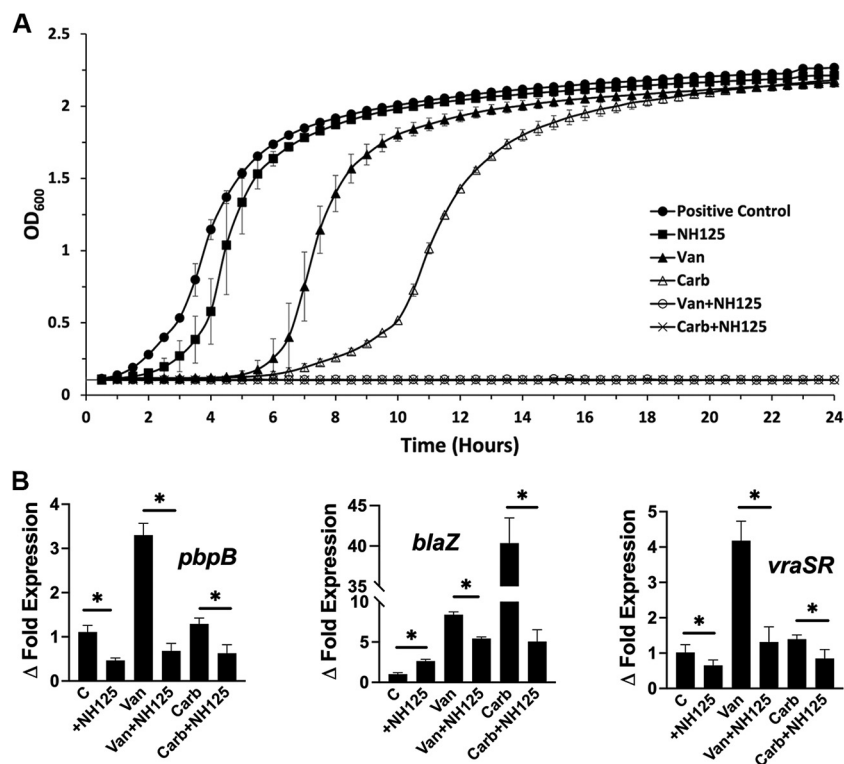 A
2.5
2
1.5
1
0.5
0
OD600
0 2 4 6 8 10 12 14 16 18 20 22 24
Time (Hours)
Positive Control
NH125
Van
Carb
Van+NH125
Carb+NH125
B
Δ Fold Expression
4
3
2
1
0
pbpB
*
*
*
C
+NH125
Van
Van+NH125
Carb
Carb+NH125
Δ Fold Expression
45
40
35
10
5
0
blaZ
*
*
*
C
+NH125
Van
Van+NH125
Carb
Carb+NH125
Δ Fold Expression
5
4
3
2
1
0
vraSR
*
*
*
C
+NH125
Van
Van+NH125
Carb
Carb+NH125